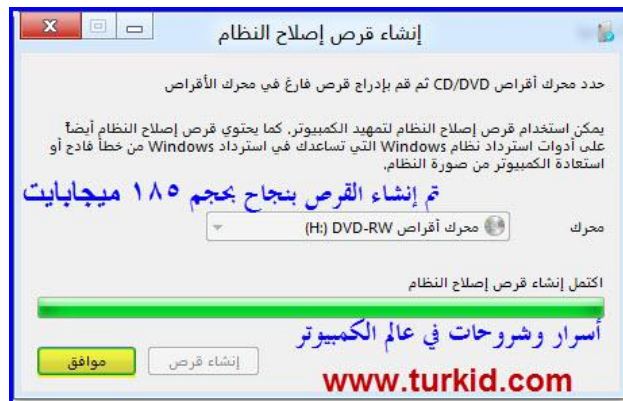 إنشاء قرص إصلاح النظام
حدد محرك أقراص CD/DVD ثم قم بإدراج قرص فارغ في محرك الأقراص
يمكن استخدام قرص إصلاح النظام لتمهيد الكمبيوتر. كما يحتوي قرص إصلاح النظام أيضاً
على أدوات استرداد نظام Windows التي تساعدك في استرداد Windows من خطأ فادح أو
استعادة الكمبيوتر من صورة النظام.
تم إنشاء القرص بنجاح بحجم ١٨٥ ميجابايت
محرك
محرك أقراص DVD-RW (H:)
اكتمل إنشاء قرص إصلاح النظام
أسرار وشروحات في عالم الكمبيوتر
إنشاء قرص
موافق
www.turkid.com